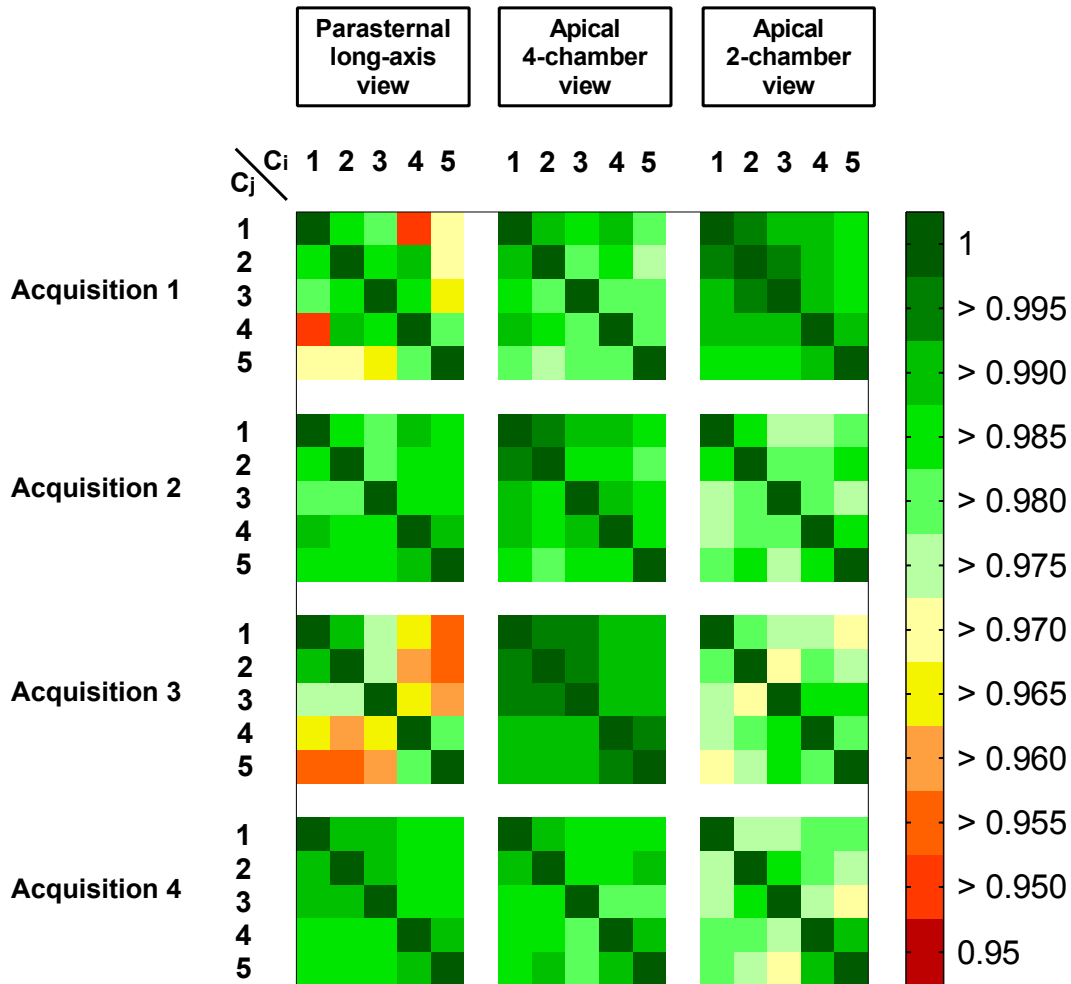 Parasternal
long-axis
view
Apical
4-chamber
view
Apical
2-chamber
view
Ci
Cj
1 2 3 4 5
1 2 3 4 5
1 2 3 4 5
Acquisition 1
1
2
3
4
5
Acquisition 2
1
2
3
4
5
Acquisition 3
1
2
3
4
5
Acquisition 4
1
2
3
4
5
1
> 0.995
> 0.990
> 0.985
> 0.980
> 0.975
> 0.970
> 0.965
> 0.960
> 0.955
> 0.950
0.95